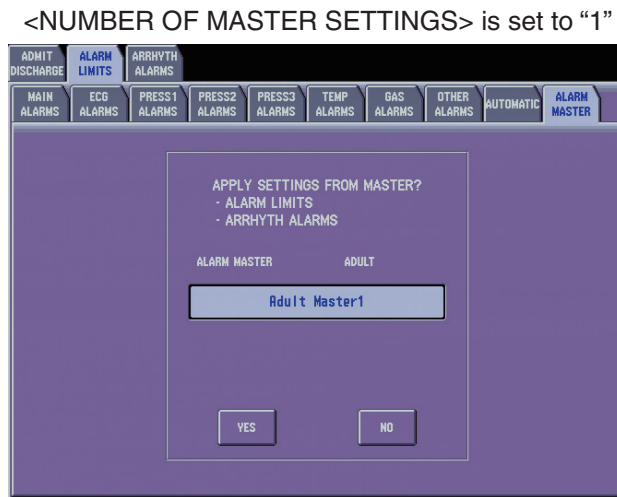 <NUMBER OF MASTER SETTINGS> is set to “1”
ADMIT DISCHARGE
ALARM LIMITS
ARRHYTH ALARMS
MAIN ALARMS
ECG ALARMS
PRESS1 ALARMS
PRESS2 ALARMS
PRESS3 ALARMS
TEMP ALARMS
GAS ALARMS
OTHER ALARMS
AUTOMATIC
ALARM MASTER
APPLY SETTINGS FROM MASTER?
- ALARM LIMITS
- ARRHYTH ALARMS
ALARM MASTER ADULT
Adult Master1
YES NO